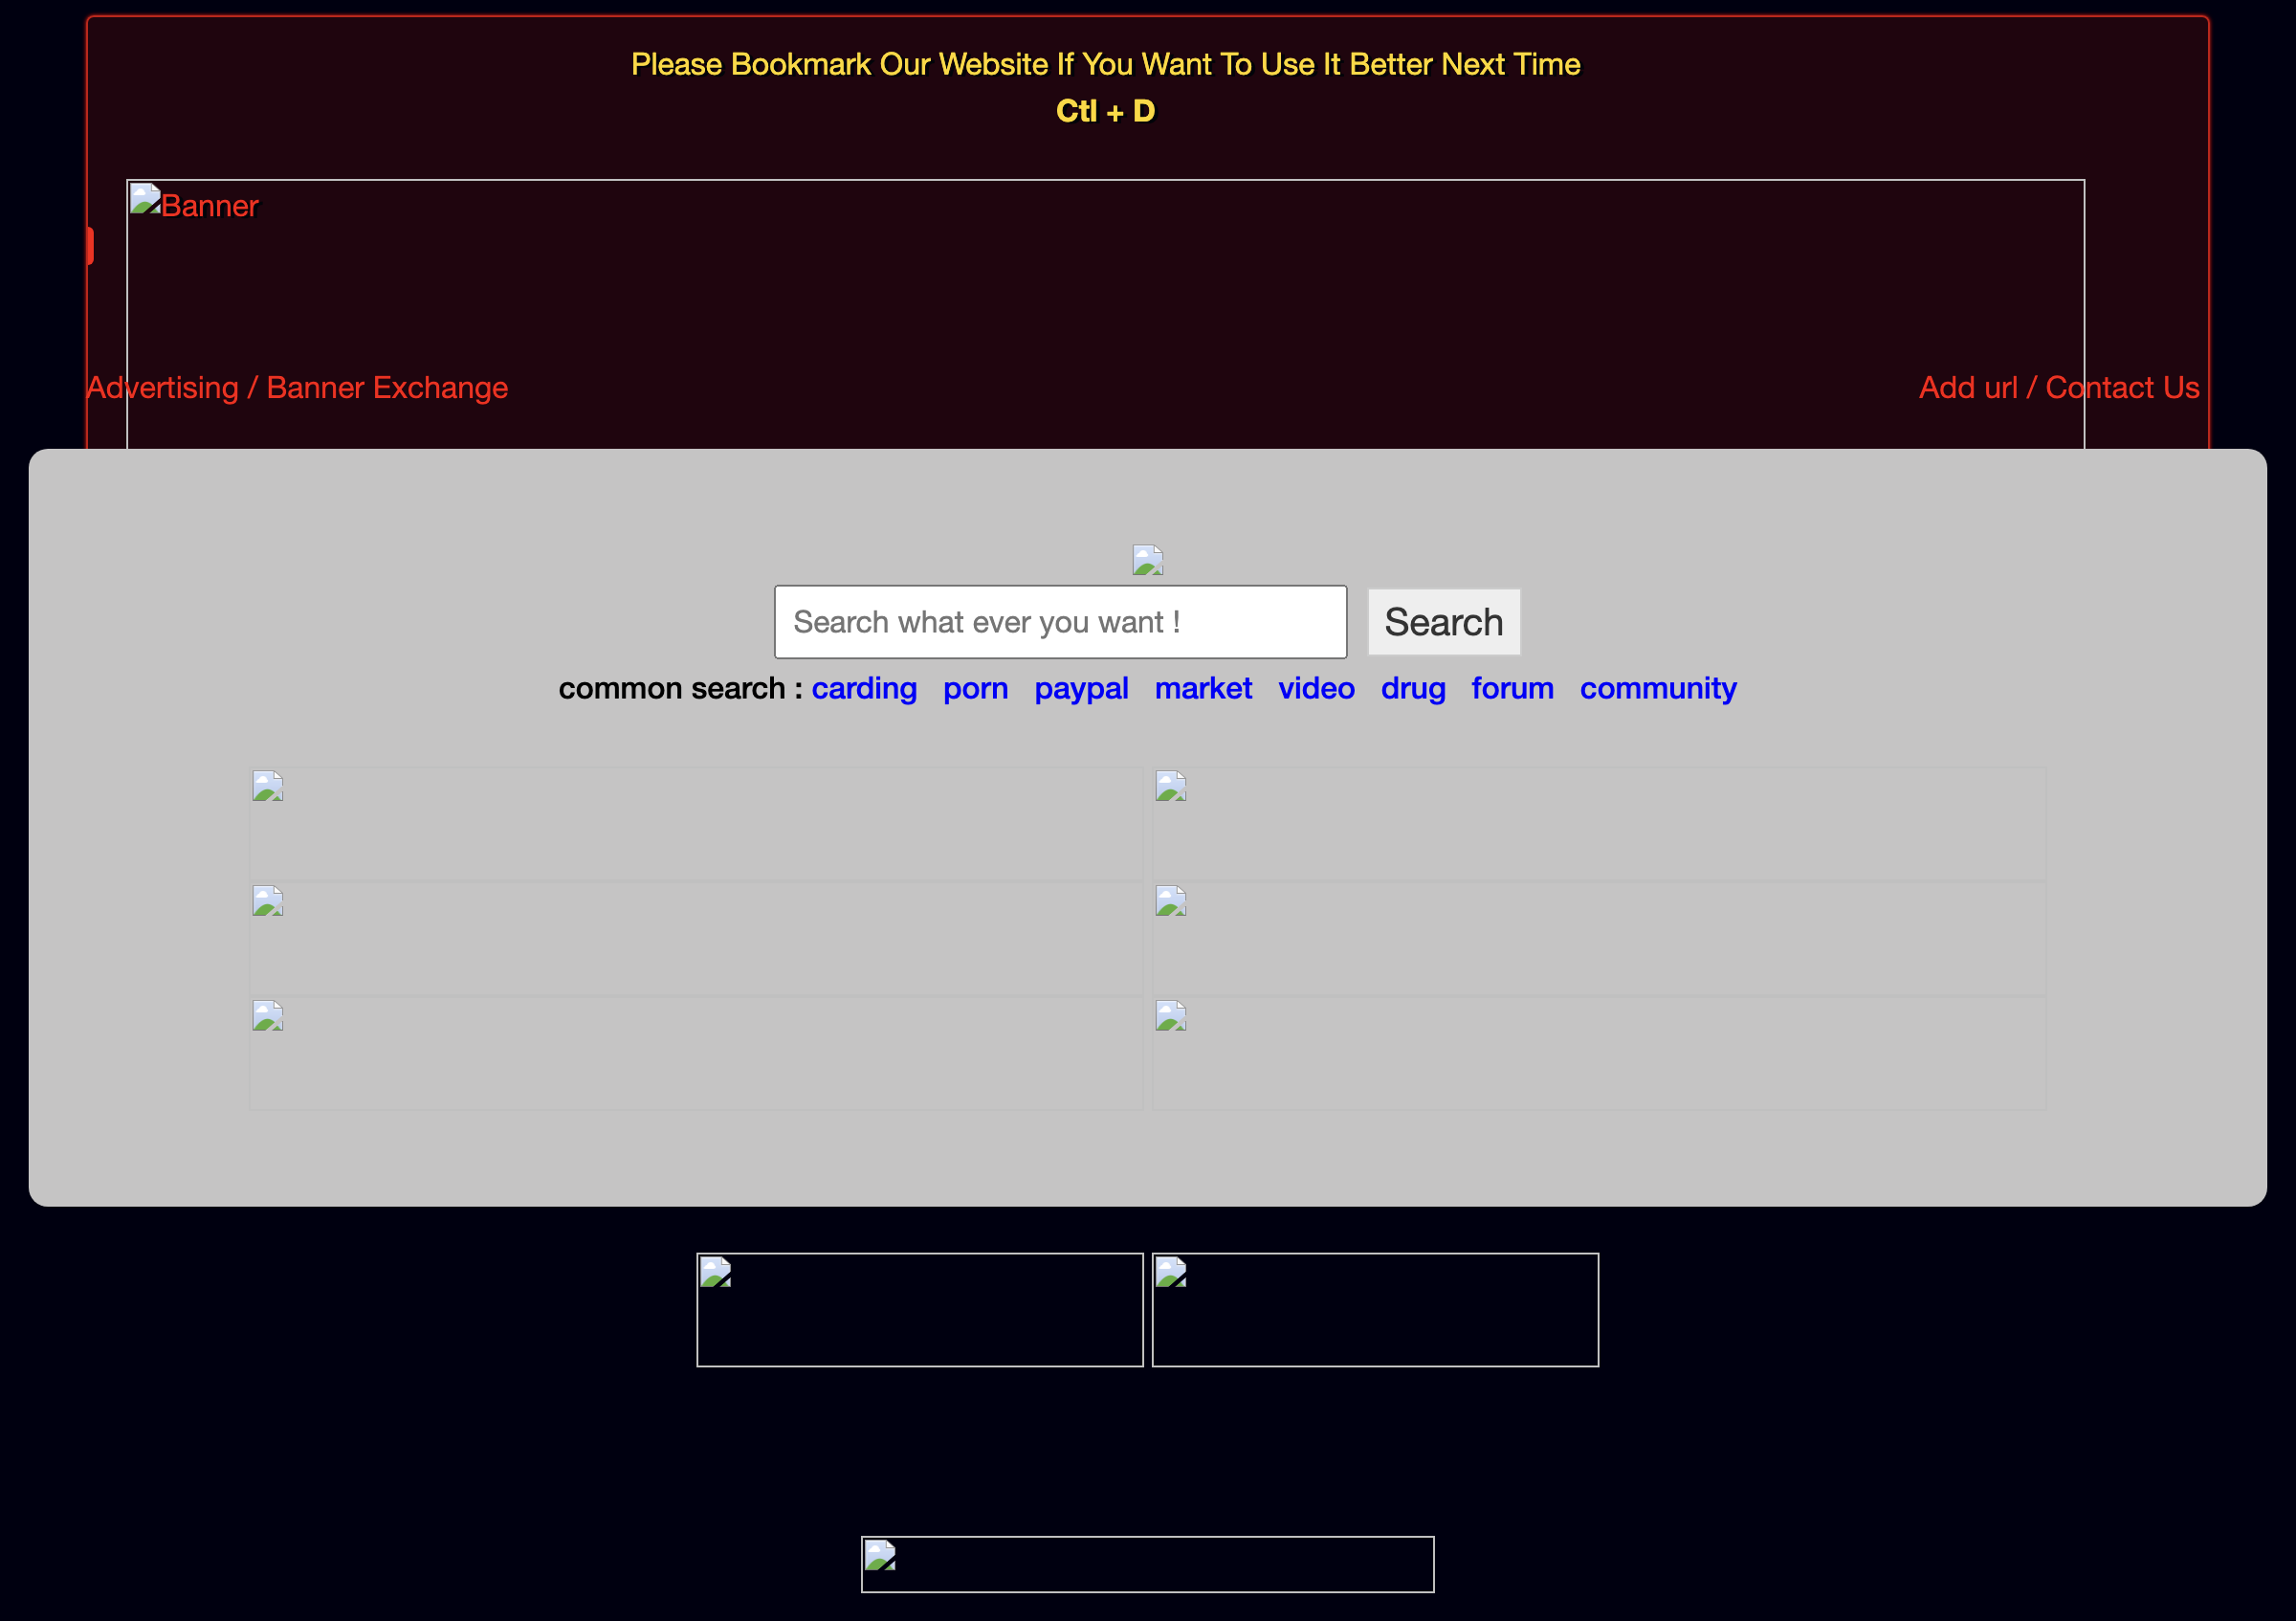 Please Bookmark Our Website If You Want To Use It Better Next Time
Ctl + D
Banner
Advertising / Banner Exchange
Add url / Contact Us
Search what ever you want !
Search
common search : carding porn paypal market video drug forum community